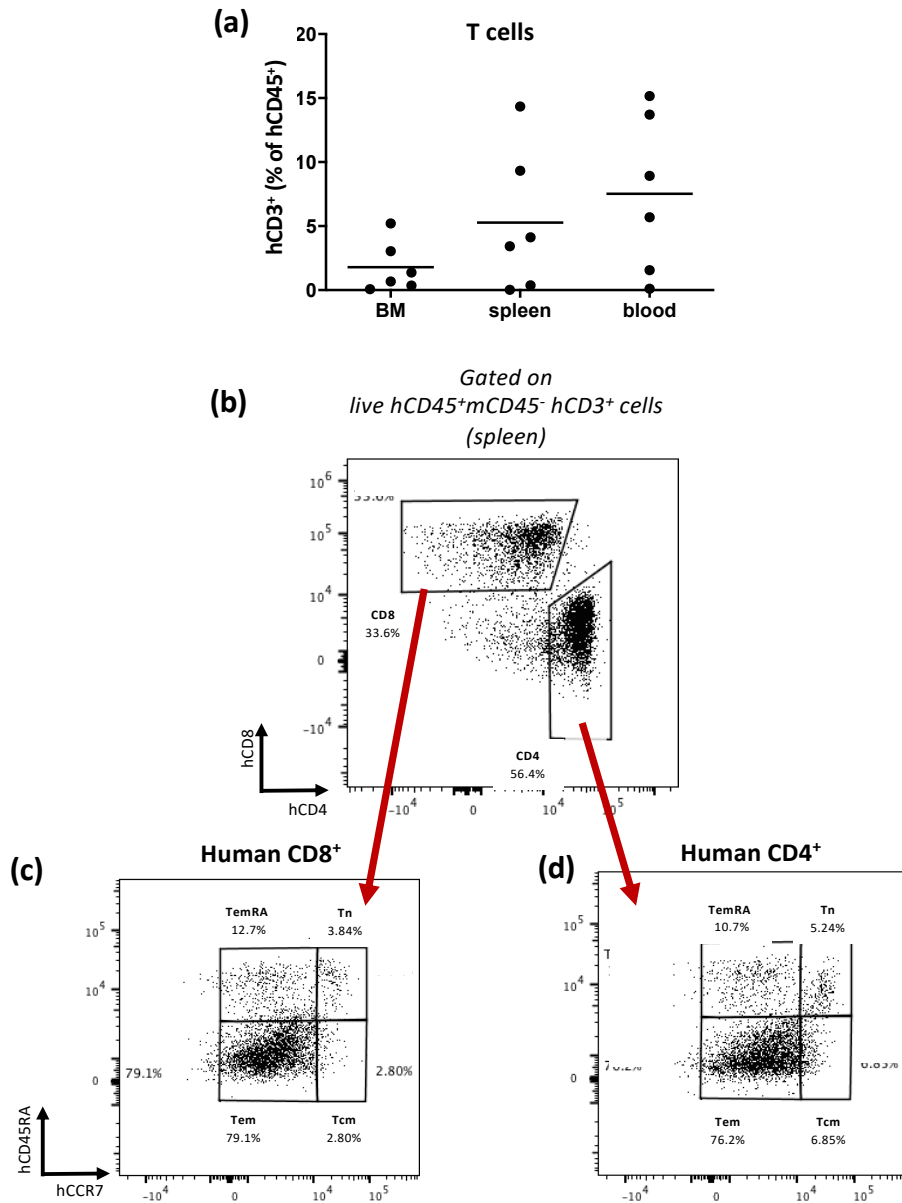 (a)
T cells
hCD3⁺ (% of hCD45⁺)
20
15
10
5
0
BM spleen blood
(b)
Gated on
live hCD45⁺mCD45⁻ hCD3⁺ cells
(spleen)
10⁶
10⁵
10⁴
0
-10⁴
CD8
33.6%
CD4
56.4%
hCD8
hCD4
-10⁴ 0 10⁴ 10⁵
(c)
Human CD8⁺
TemRA Tn
12.7% 3.84%
10⁵
10⁴
0
79.1%
2.80%
Tem Tcm
79.1% 2.80%
hCD45RA
hCCR7
-10⁴ 0 10⁴ 10⁵
(d)
Human CD4⁺
TemRA Tn
10.7% 5.24%
10⁵
10⁴
0
Tem Tcm
76.2% 6.85%
-10⁴ 0 10⁴ 10⁵